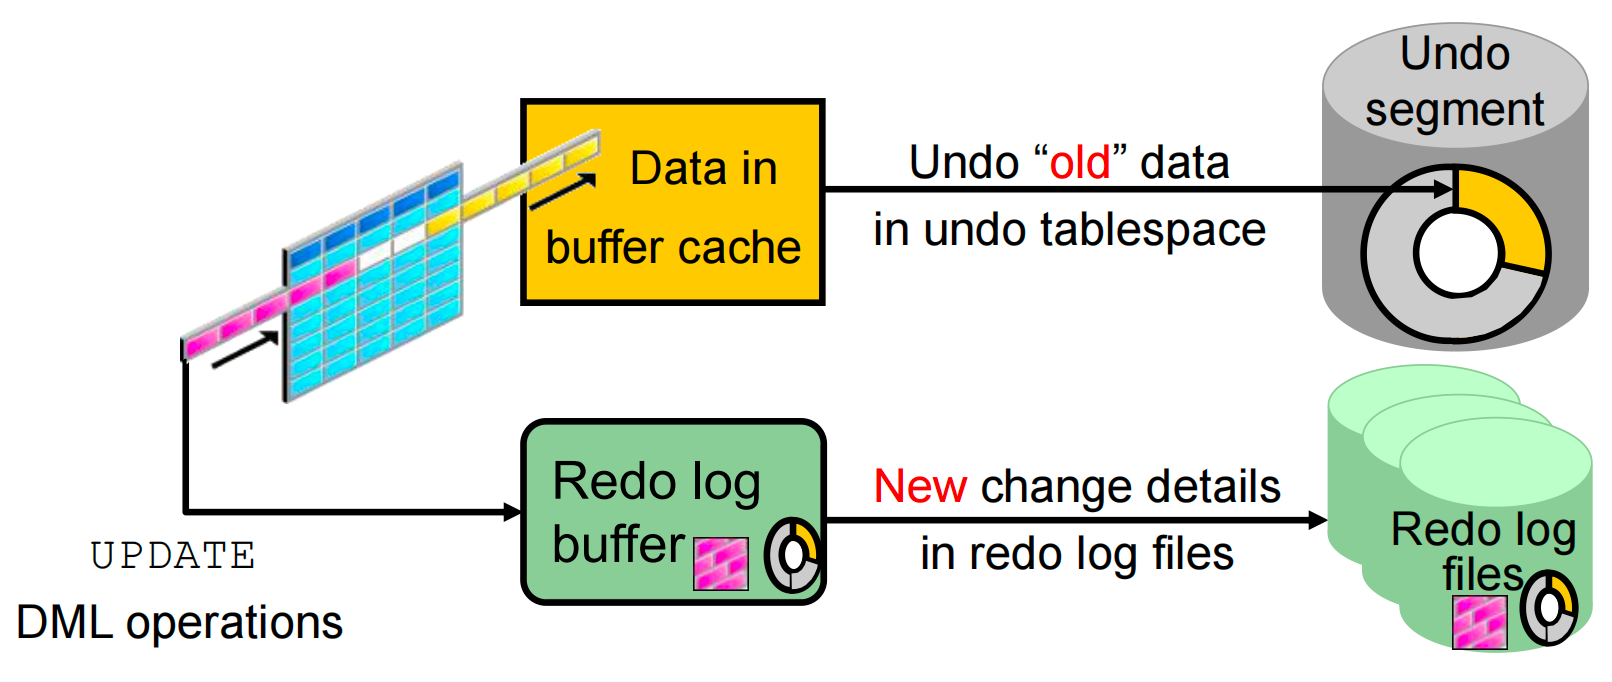 Undo
segment
Data in
buffer cache
Undo “old” data
in undo tablespace
Redo log
buffer
New change details
in redo log files
Redo log
files
UPDATE
DML operations